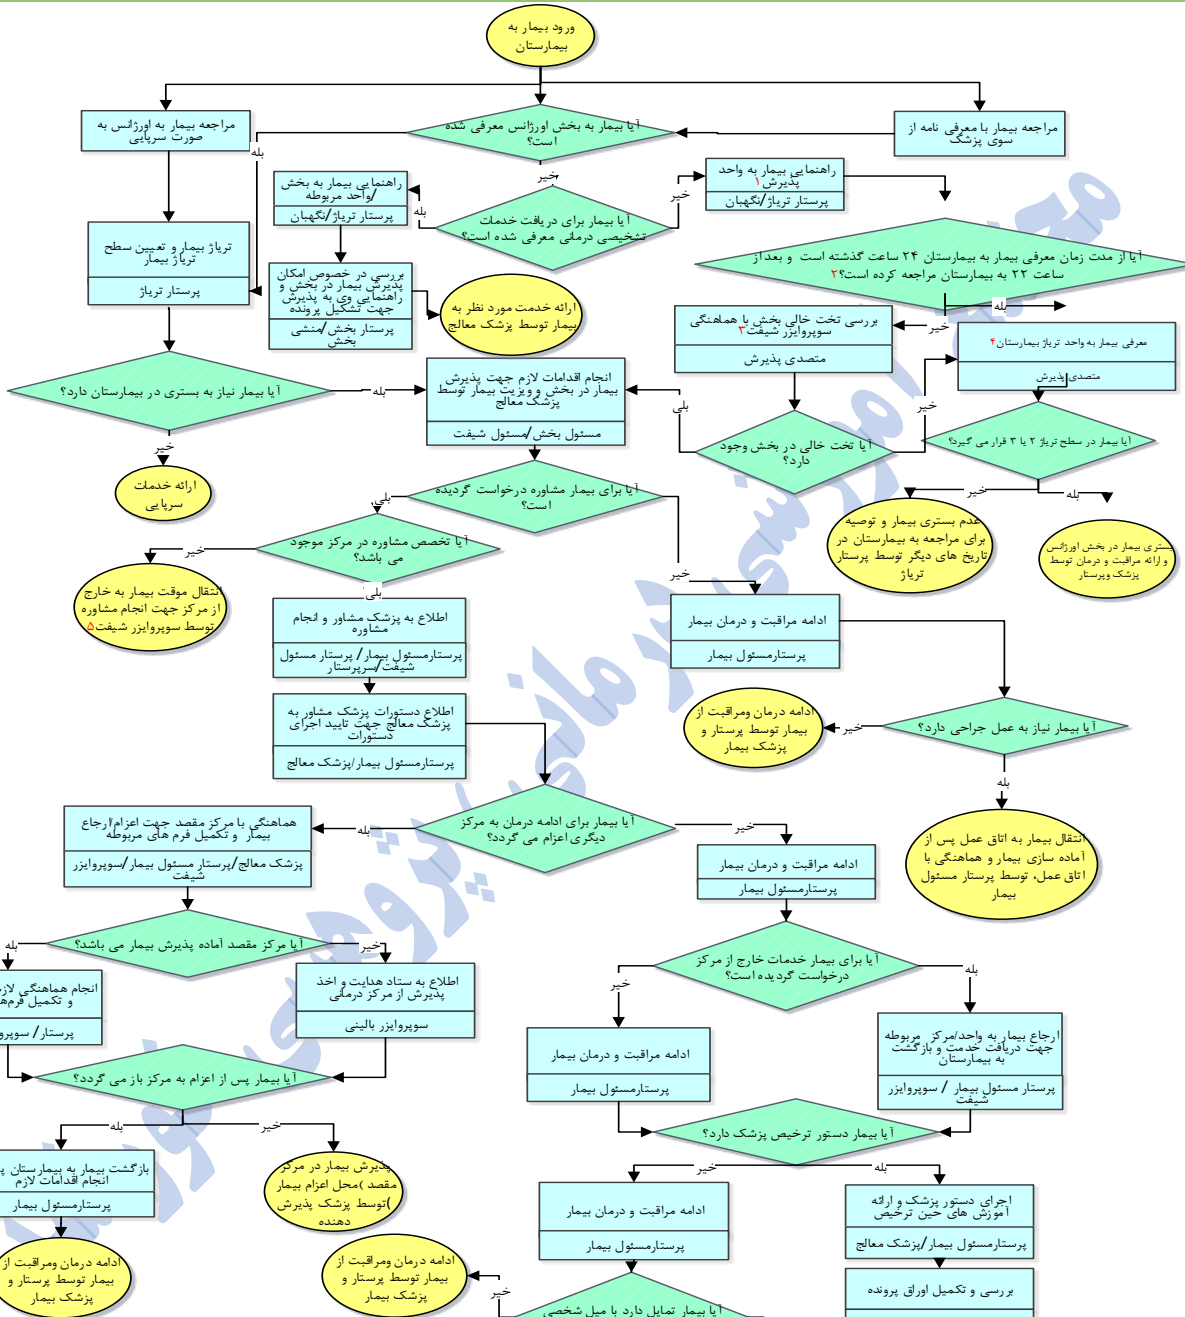 ورود بیمار به
بیمارستان
مراجعه بیمار به اورژانس به
صورت سرپایی
آیا بیمار به بخش اورژانس معرفی شده
است؟
مراجعه بیمار با معرفی نامه از
سوی پزشک
بله
خیر
راهنمایی بیمار به واحد
پذیرش۱
پرستار تریاژ/نگهبان
خیر
راهنمایی بیمار به بخش
/واحد مربوطه
پرستار تریاژ/نگهبان
بله
آیا بیمار برای دریافت خدمات
تشخیصی درمانی معرفی شده است؟
تریاژ بیمار و تعیین سطح
تریاژ بیمار
پرستار تریاژ
آیا از مدت زمان معرفی بیمار به بیمارستان ۲۴ ساعت گذشته است و بعد از
ساعت ۲۲ به بیمارستان مراجعه کرده است؟۲
بررسی در خصوص امکان
پذیرش بیمار در بخش و
راهنمایی وی به پذیرش
جهت تشکیل پرونده
پرستار بخش/منشی
بخش
ارائه خدمت مورد نظر به
بیمار توسط پزشک معالج
بله
خیر
بررسی تخت خالی بخش با هماهنگی
سوپروایزر شیفت۳
متصدی پذیرش
معرفی بیمار به واحد تریاژ بیمارستان۴
متصدی پذیرش
آیا بیمار نیاز به بستری در بیمارستان دارد؟
بله
خیر
انجام اقدامات لازم جهت پذیرش
بیمار در بخش و ویزیت بیمار توسط
پزشک معالج
مسئول بخش/مسئول شیفت
بلی
خیر
آیا تخت خالی در بخش وجود
دارد؟
آیا بیمار در سطح تریاژ ۲ یا ۳ قرار می گیرد؟
خیر
بله
ارائه خدمات
سرپایی
آیا برای بیمار مشاوره درخواست گردیده
است؟
بلی
خیر
عدم بستری بیمار و توصیه
برای مراجعه به بیمارستان در
تاریخ های دیگر توسط پرستار
تریاژ
بستری بیمار در بخش اورژانس
و ارائه مراقبت و درمان توسط
پزشک وپرستار
آیا تخصص مشاوره در مرکز موجود
می باشد؟
خیر
بلی
انتقال موقت بیمار به خارج
از مرکز جهت انجام مشاوره
توسط سوپروایزر شیفت۵
اطلاع به پزشک مشاور و انجام
مشاوره
پرستارمسئول بیمار/ پرستار مسئول
شیفت/سرپرستار
ادامه مراقبت و درمان بیمار
پرستارمسئول بیمار
اطلاع دستورات پزشک مشاور به
پزشک معالج جهت تایید اجرای
دستورات
پرستارمسئول بیمار/پزشک معالج
ادامه درمان ومراقبت از
بیمار توسط پرستار و
پزشک بیمار
خیر
آیا بیمار نیاز به عمل جراحی دارد؟
بله
هماهنگی با مرکز مقصد جهت اعزام/ارجاع
بیمار و تکمیل فرم های مربوطه
پزشک معالج/پرستار مسئول بیمار/سوپروایزر
شیفت
بله
آیا بیمار برای ادامه درمان به مرکز
دیگری اعزام می گردد؟
خیر
ادامه مراقبت و درمان بیمار
پرستارمسئول بیمار
انتقال بیمار به اتاق عمل پس از
آماده سازی بیمار و هماهنگی با
اتاق عمل، توسط پرستار مسئول
بیمار
آیا مرکز مقصد آماده پذیرش بیمار می باشد؟
بله
خیر
آیا برای بیمار خدمات خارج از مرکز
درخواست گردیده است؟
خیر
بله
انجام هماهنگی
و تکمیل
پرستار/
اطلاع به ستاد هدایت و اخذ
پذیرش از مرکز درمانی
سوپروایزر بالینی
ادامه مراقبت و درمان بیمار
پرستارمسئول بیمار
ارجاع بیمار به واحد/مرکز مربوطه
جهت دریافت خدمت و بازگشت
به بیمارستان
پرستار مسئول بیمار / سوپروایزر
شیفت
آیا بیمار پس از اعزام به مرکز باز می گردد؟
بله
خیر
آیا بیمار دستور ترخیص پزشک دارد؟
خیر
بله
بازگشت بیمار به بیمارستان
انجام اقدامات لازم
پرستارمسئول بیمار
پذیرش بیمار در مرکز
مقصد )محل اعزام بیمار
)توسط پزشک پذیرش
دهنده
ادامه مراقبت و درمان بیمار
پرستارمسئول بیمار
اجرای دستور پزشک و ارائه
آموزش های حین ترخیص
پرستارمسئول بیمار/پزشک معالج
ادامه درمان ومراقبت از
بیمار توسط پرستار و
پزشک بیمار
ادامه درمان ومراقبت از
بیمار توسط پرستار و
پزشک بیمار
خیر
آیا بیمار تمایل دارد با میل شخصی
بررسی و تکمیل اوراق پرونده